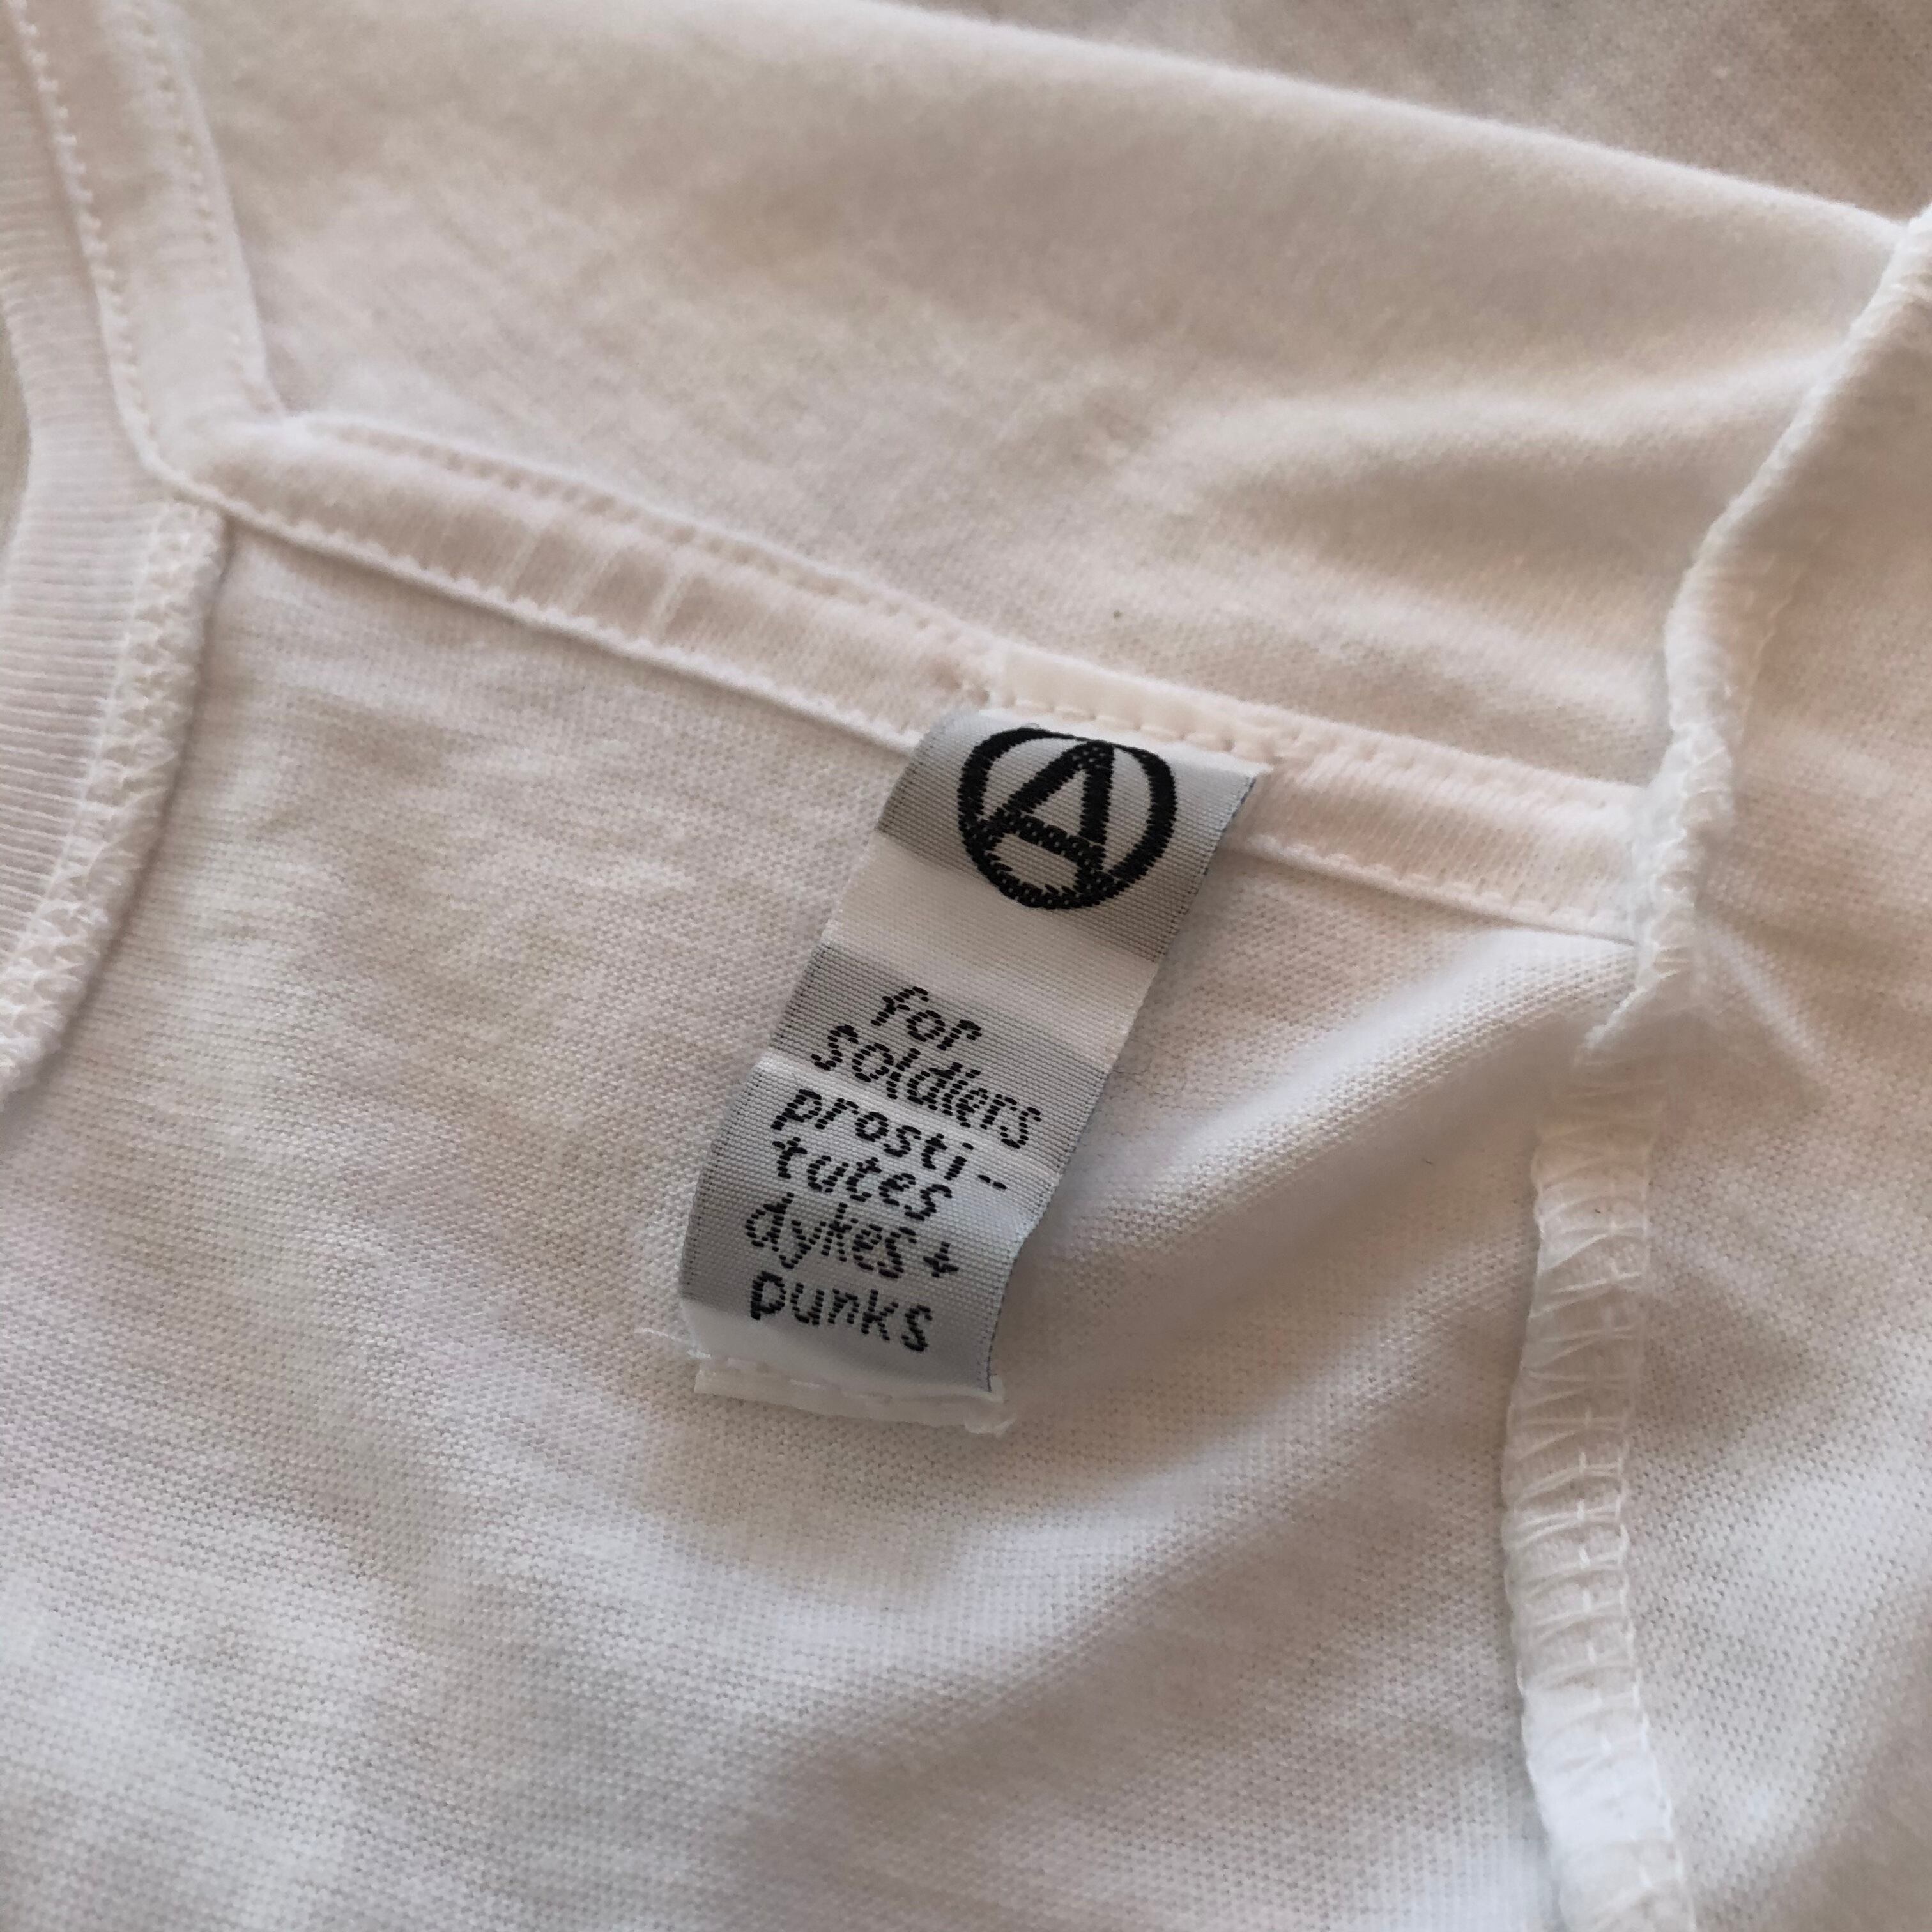 A
for
soldiers
prosti-
tutes
dykes +
punks